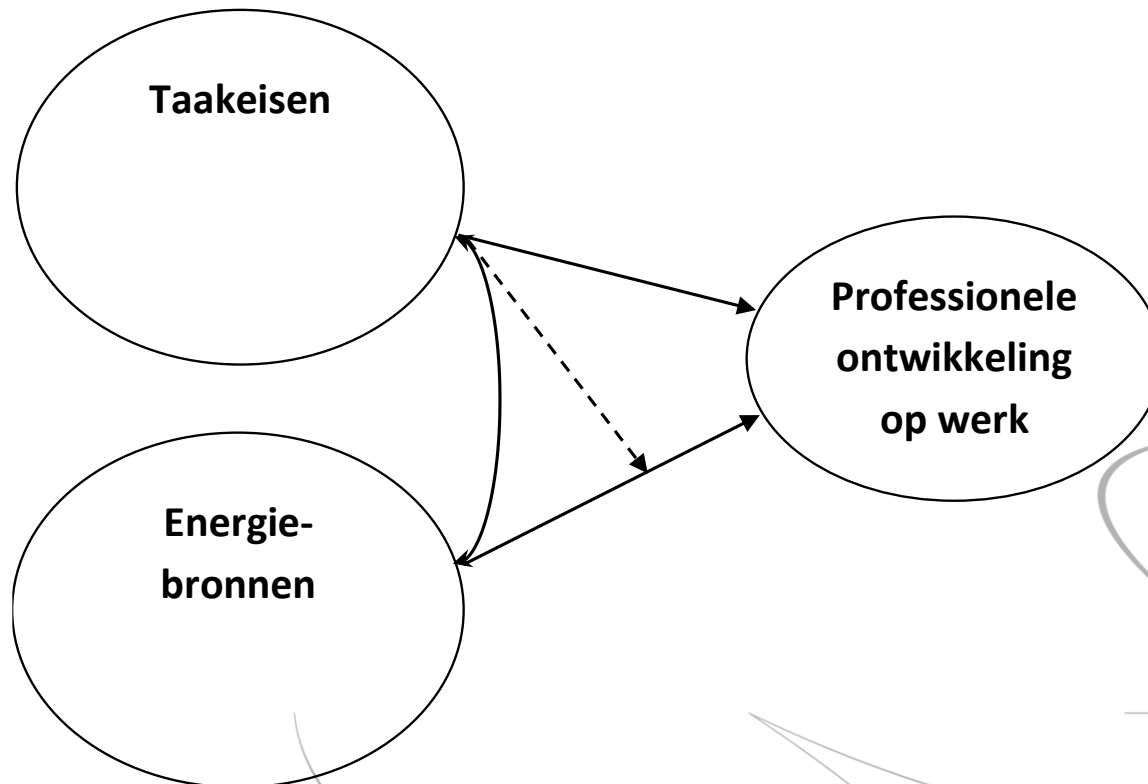 Taakeisen
Professionele
ontwikkeling
op werk
Energie-
bronnen